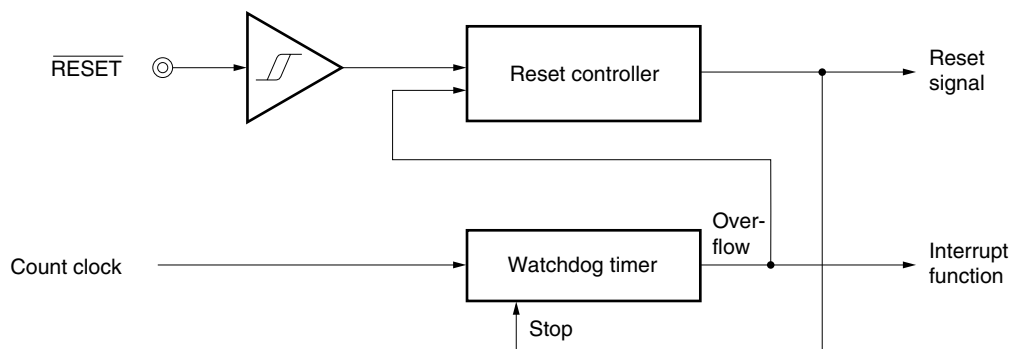 RESET
Reset controller
Reset
signal
Over-
flow
Count clock
Watchdog timer
Interrupt
function
Stop